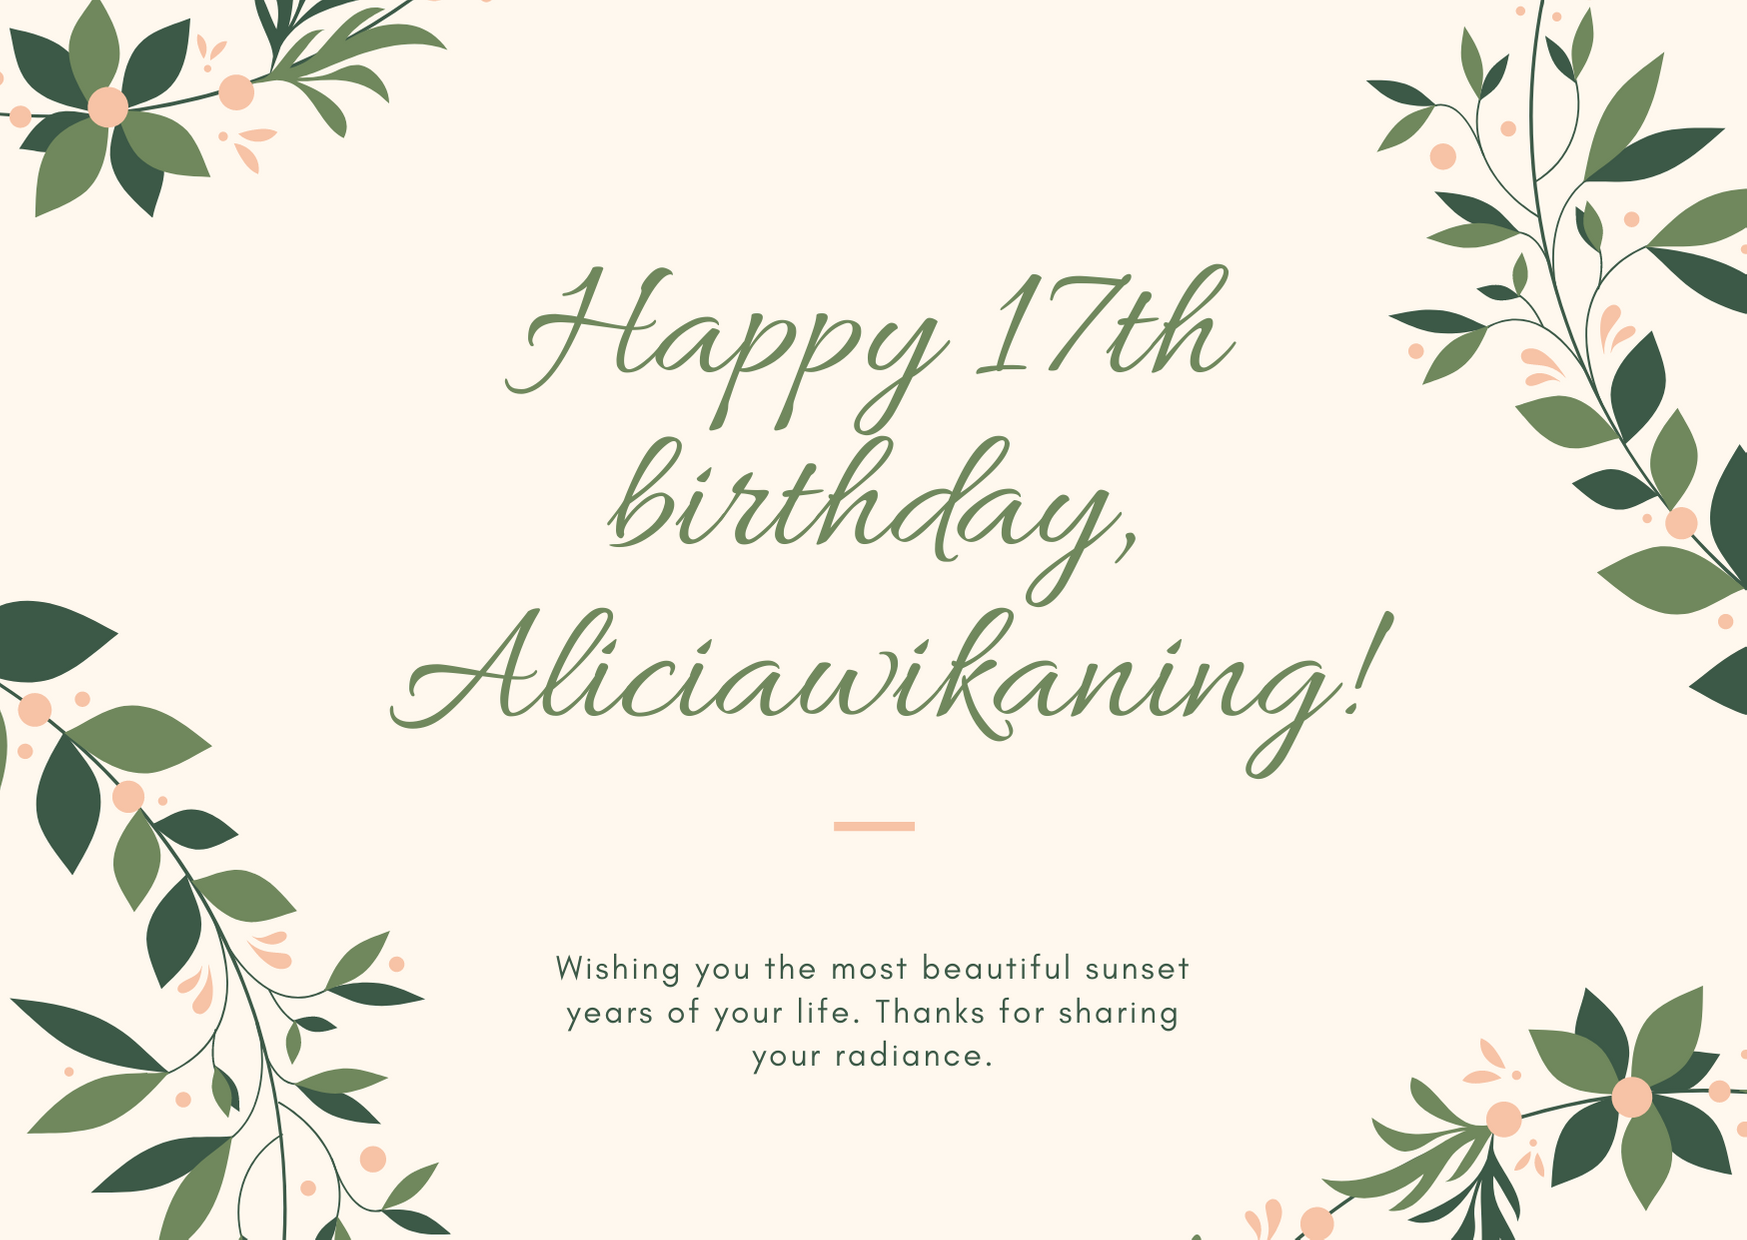 Happy 17th
birthday,
Aliciawikaning!
Wishing you the most beautiful sunset
years of your life. Thanks for sharing
your radiance.